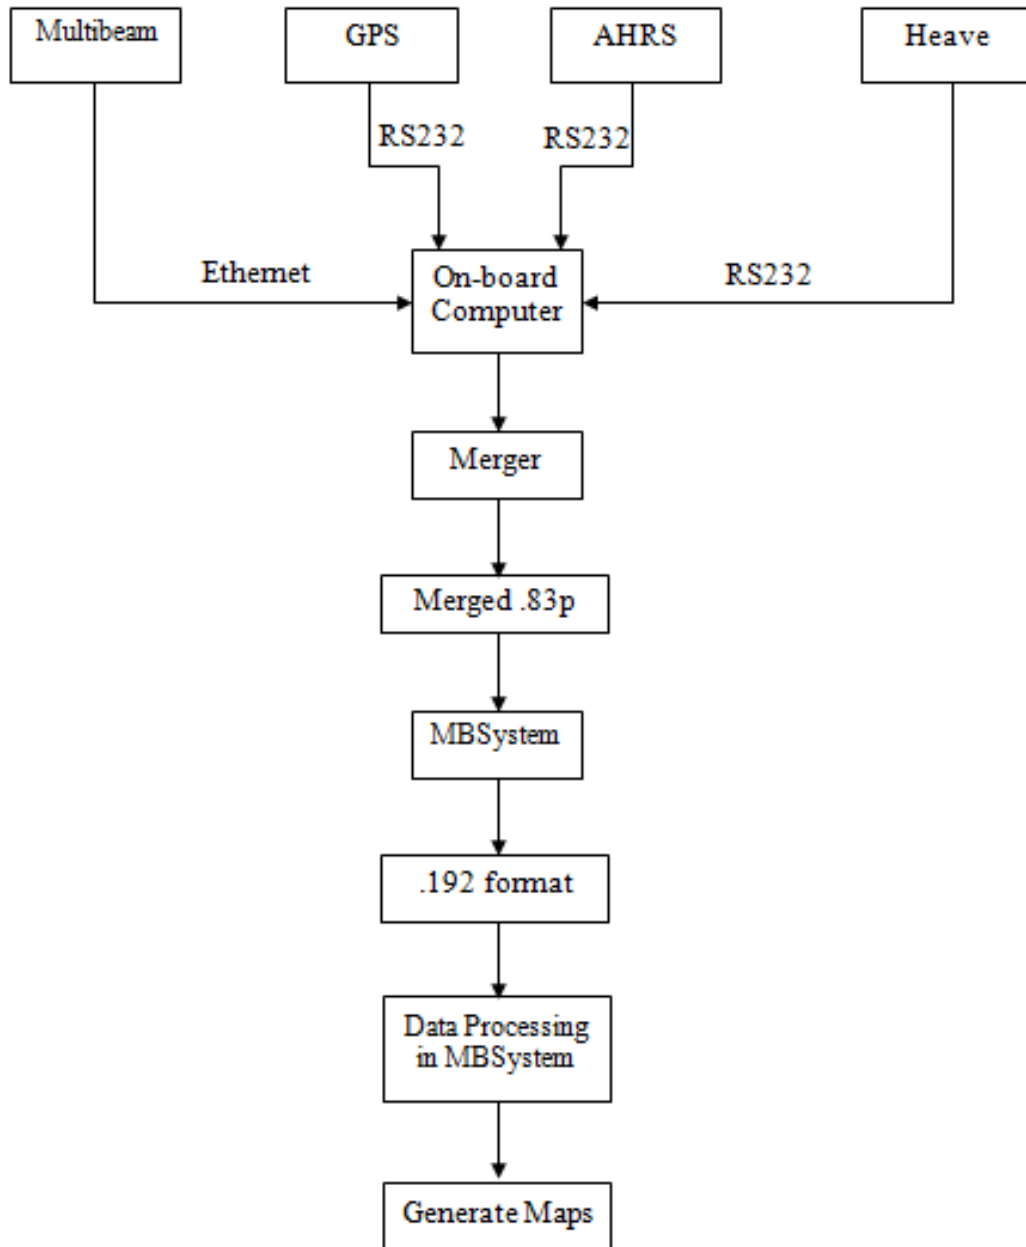 Multibeam
GPS
AHRS
Heave
RS232
RS232
Ethernet
RS232
On-board
Computer
Merger
Merged .83p
MBSystem
.192 format
Data Processing
in MBSystem
Generate Maps